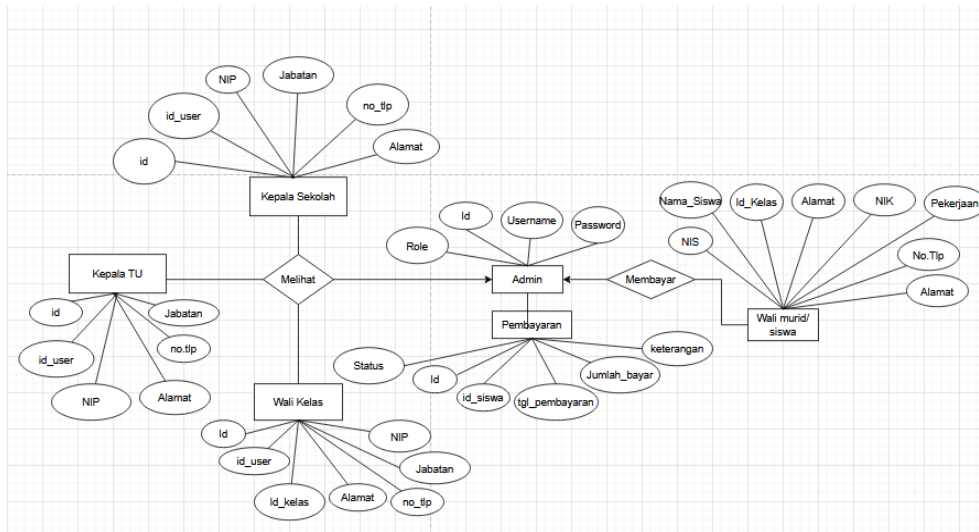 Jabatan
NIP
no_tlp
id_user
Alamat
id
Kepala Sekolah
Nama_Siswa
Id_Kelas
Alamat
NIK
Pekerjaan
Id
Username
Password
Role
NIS
No.Tlp
Kepala TU
Melihat
Admin
Membayar
Alamat
id
Jabatan
Pembayaran
Wali murid/
siswa
id_user
no.tlp
Status
keterangan
Id
Jumlah_bayar
NIP
Alamat
id_siswa
tgl_pembayaran
Wali Kelas
Id
NIP
id_user
Jabatan
Id_kelas
Alamat
no_tlp